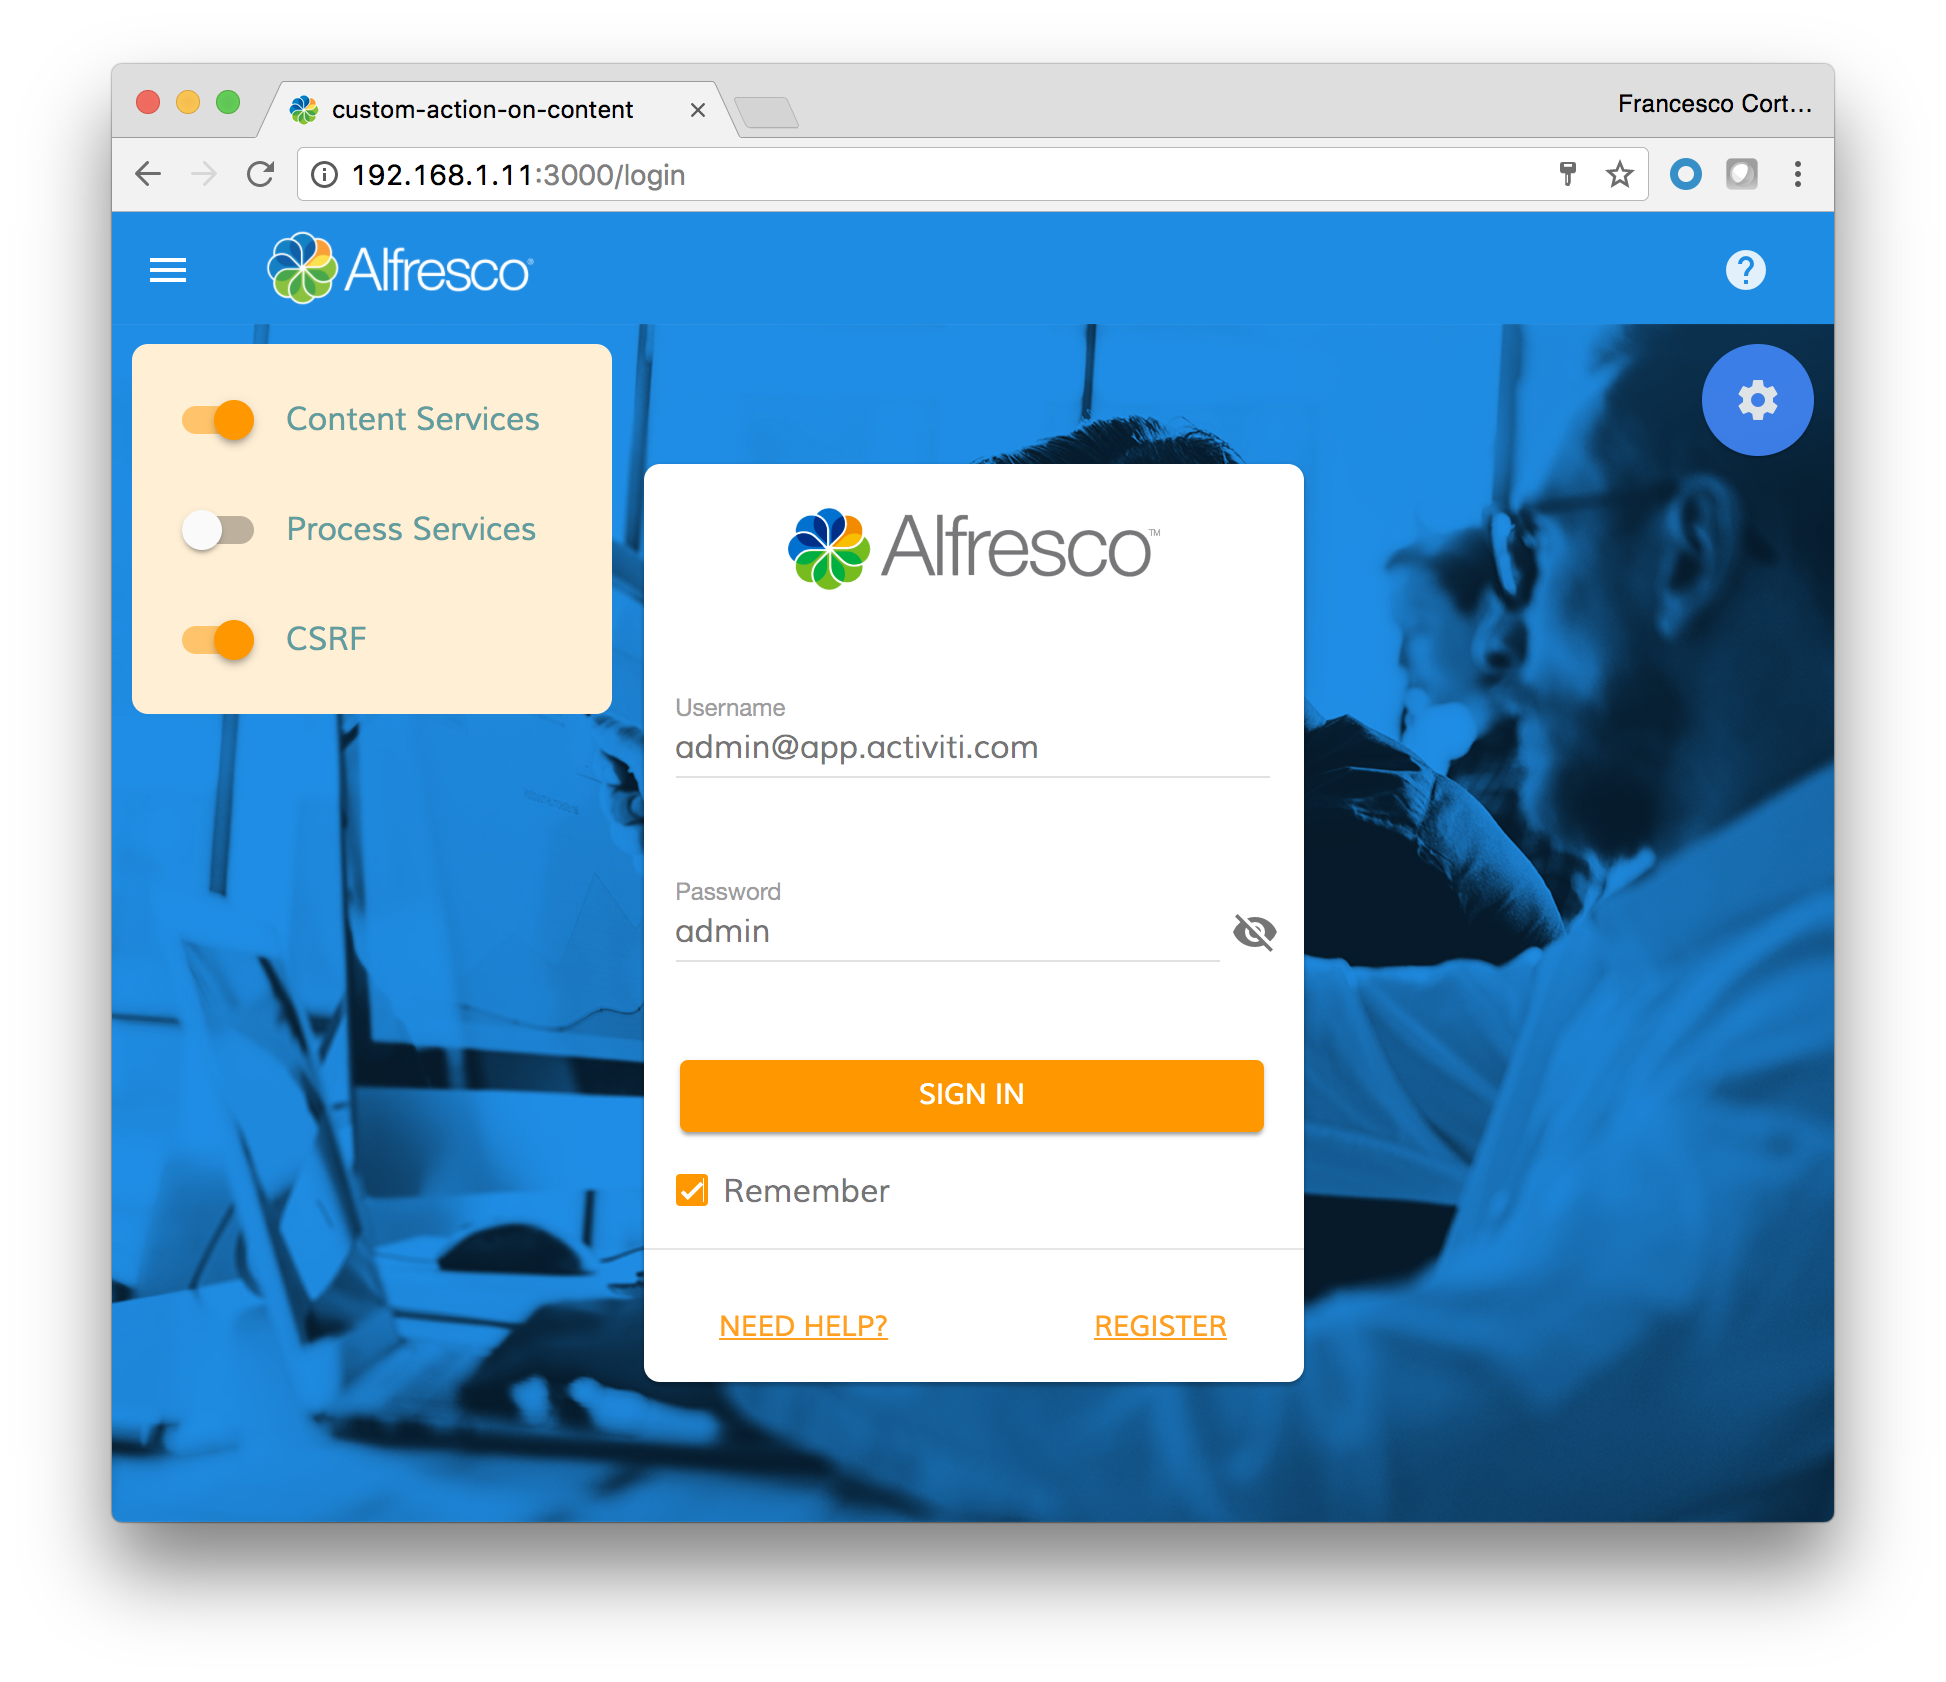 custom-action-on-content
Francesco Cort...
192.168.1.11:3000/login
Alfresco
Content Services
Process Services
CSRF
Alfresco™
Username
admin@app.activiti.com
Password
admin
SIGN IN
Remember
NEED HELP?
REGISTER